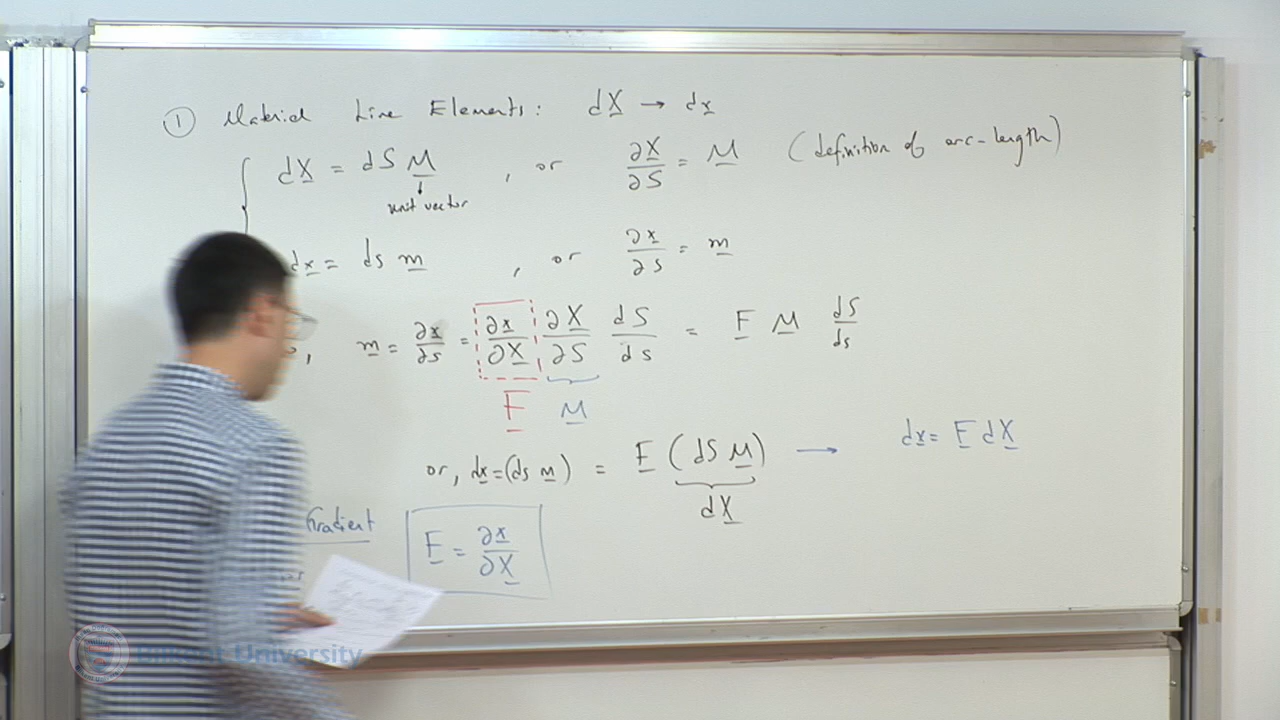 ① Material Line Elements: dX → dx
dX = dS M , or ∂X/∂S = M (definition of arc-length)
unit vector
dx = ds m , or ∂x/∂s = m
, m = ∂x/∂s = ∂x/∂X ∂X/∂S dS/ds = F M dS/ds
F M
or, dx = (ds m) = F (dS M) → dx = F dX
dX
Gradient F = ∂x/∂X
Bilkent University